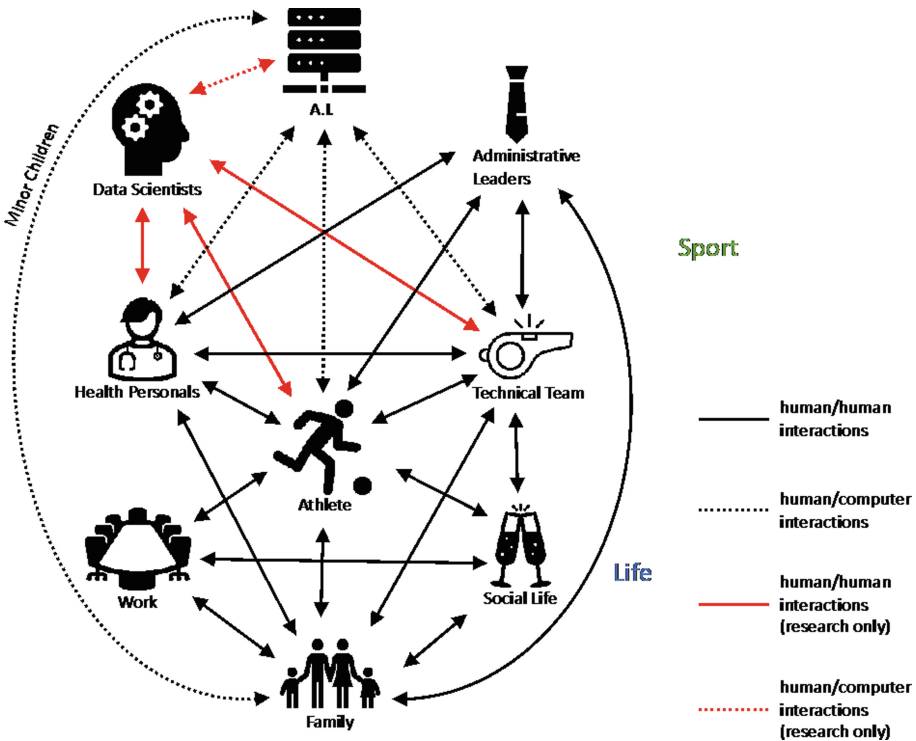 A.I.
Minor Children
Data Scientists
Administrative
Leaders
Sport
Health Personals
Technical Team
Athlete
Work
Social Life
Life
Family
human/human
interactions
human/computer
interactions
human/human
interactions
(research only)
human/computer
interactions
(research only)